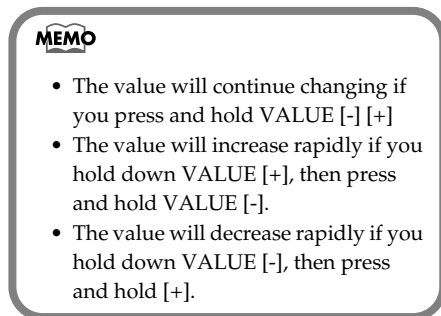 MEMO
• The value will continue changing if
you press and hold VALUE [-] [+]
• The value will increase rapidly if you
hold down VALUE [+], then press
and hold VALUE [-].
• The value will decrease rapidly if you
hold down VALUE [-], then press
and hold [+].